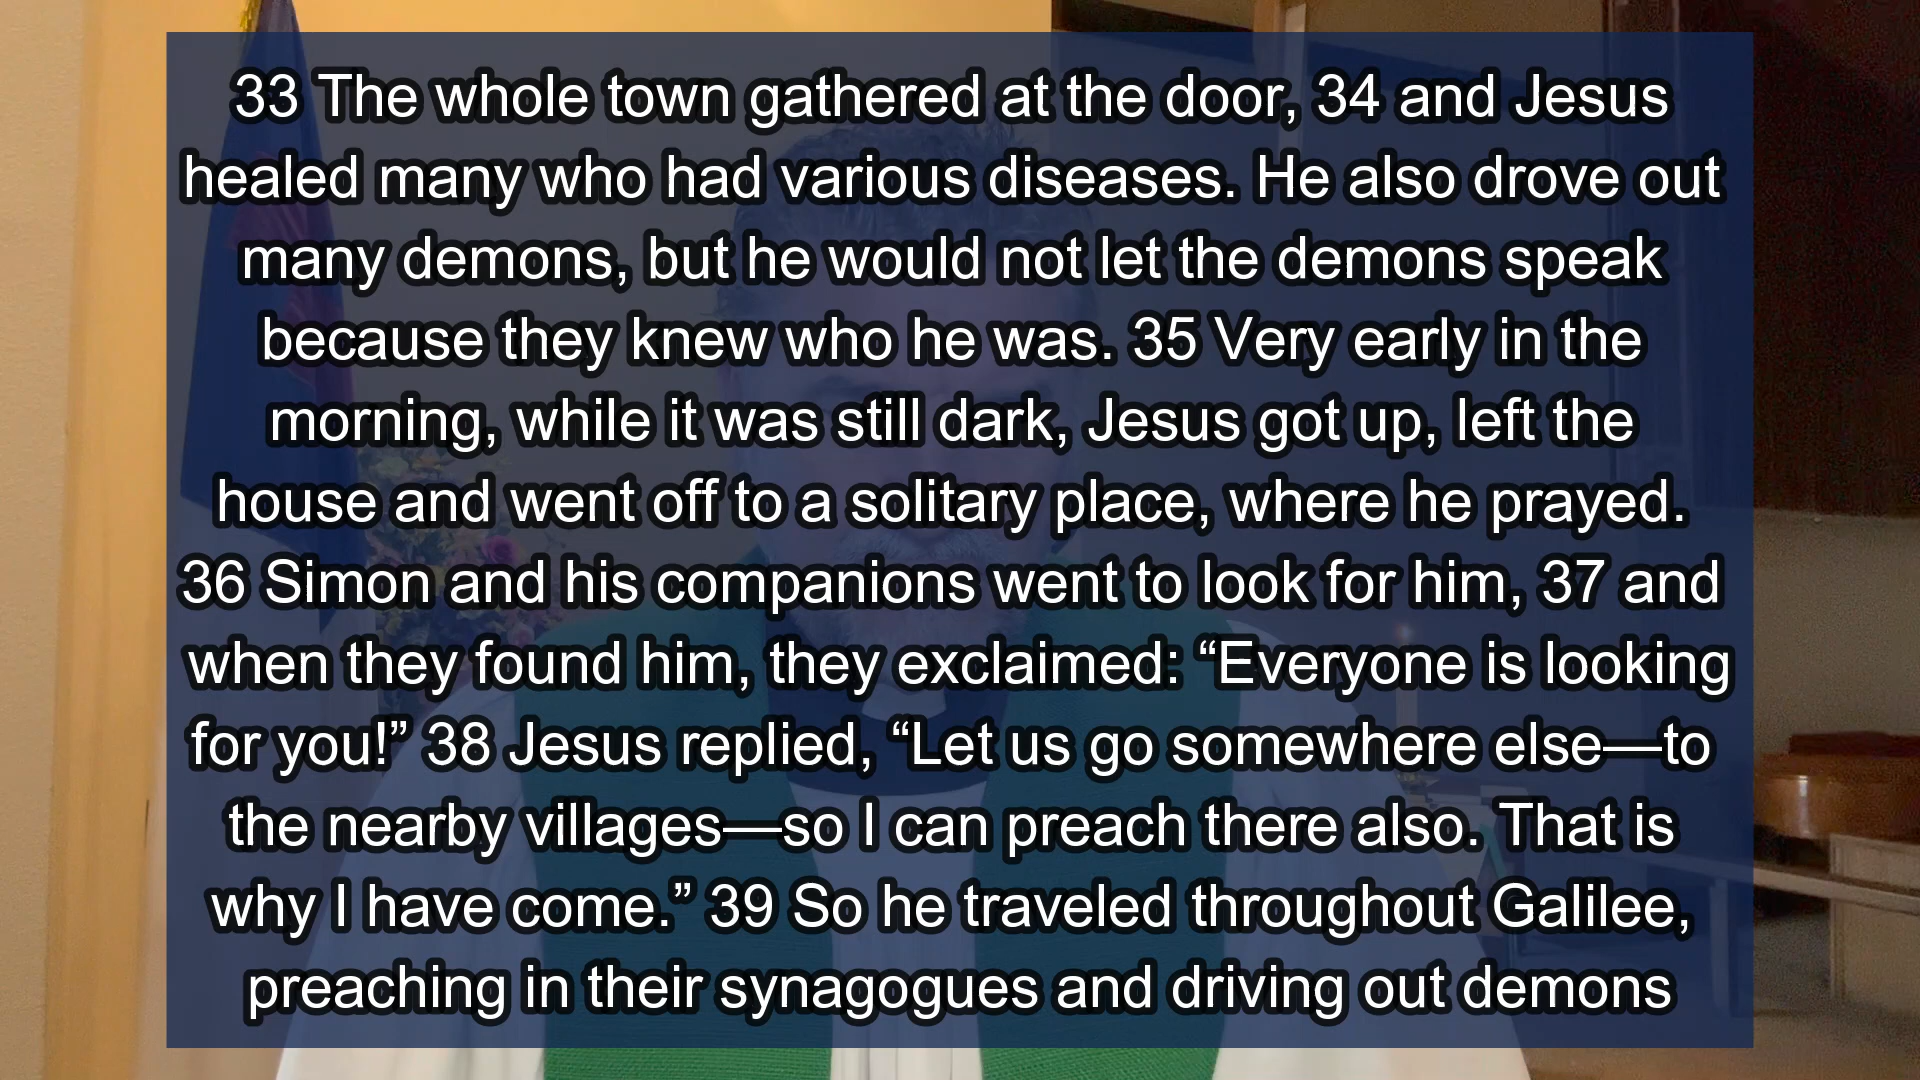 33 The whole town gathered at the door, 34 and Jesus
healed many who had various diseases. He also drove out
many demons, but he would not let the demons speak
because they knew who he was. 35 Very early in the
morning, while it was still dark, Jesus got up, left the
house and went off to a solitary place, where he prayed.
36 Simon and his companions went to look for him, 37 and
when they found him, they exclaimed: “Everyone is looking
for you!” 38 Jesus replied, “Let us go somewhere else—to
the nearby villages—so I can preach there also. That is
why I have come.” 39 So he traveled throughout Galilee,
preaching in their synagogues and driving out demons